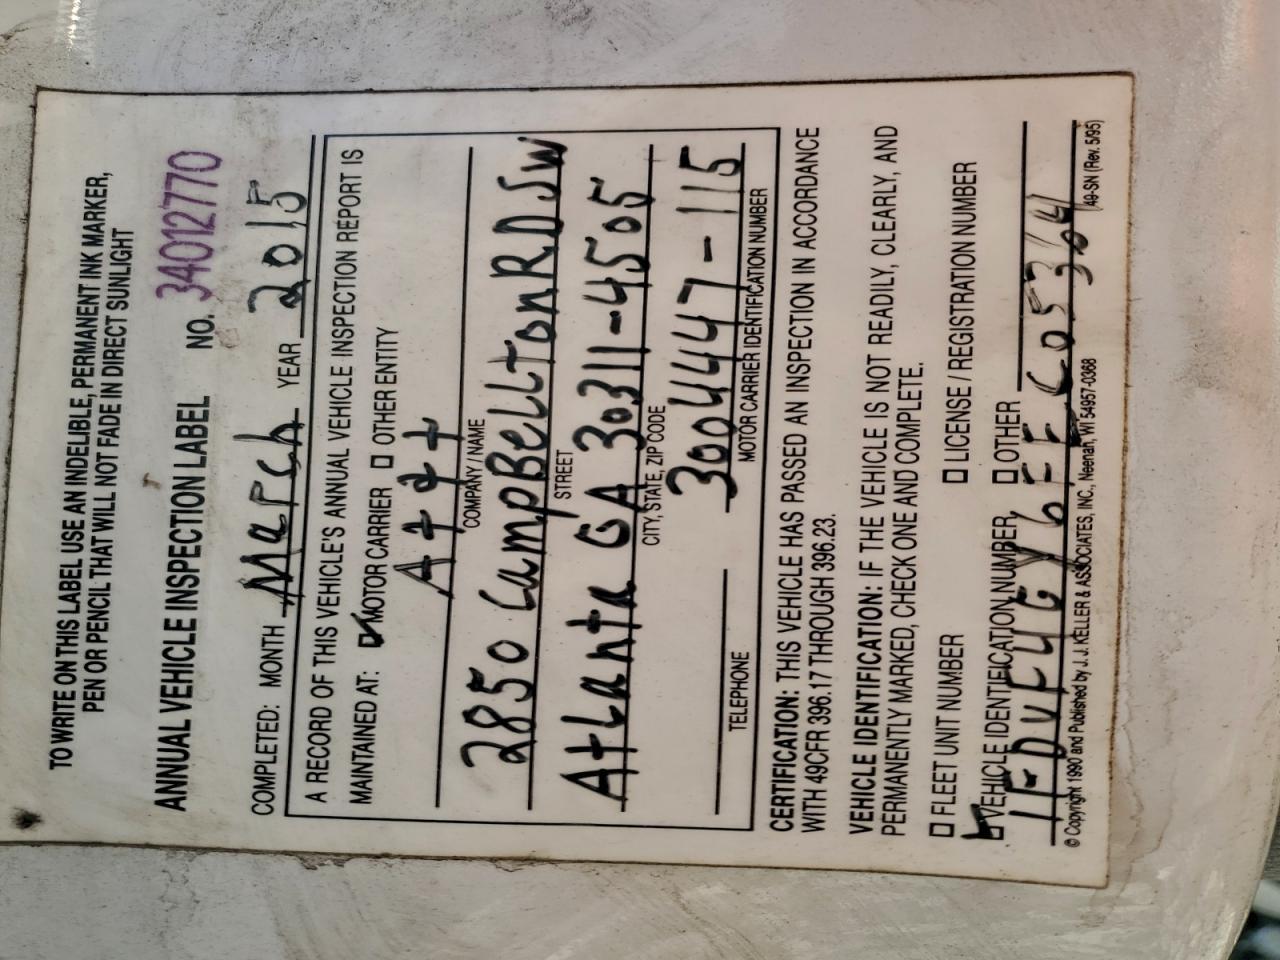 TO WRITE ON THIS LABEL USE AN INDELIBLE, PERMANENT INK MARKER,
PEN OR PENCIL THAT WILL NOT FADE IN DIRECT SUNLIGHT
ANNUAL VEHICLE INSPECTION LABEL NO. 34012770
COMPLETED: MONTH March YEAR 2015
A RECORD OF THIS VEHICLE'S ANNUAL VEHICLE INSPECTION REPORT IS
MAINTAINED AT: ☑ MOTOR CARRIER ☐ OTHER ENTITY
COMPANY / NAME
2850 CampBeLLTon RD SW
STREET
AtLanta GA 30311-4505
CITY, STATE, ZIP CODE
3004447-115
TELEPHONE MOTOR CARRIER IDENTIFICATION NUMBER
CERTIFICATION: THIS VEHICLE HAS PASSED AN INSPECTION IN ACCORDANCE
WITH 49CFR 396.17 THROUGH 396.23.
VEHICLE IDENTIFICATION: IF THE VEHICLE IS NOT READILY, CLEARLY, AND
PERMANENTLY MARKED, CHECK ONE AND COMPLETE.
☐ FLEET UNIT NUMBER ☐ LICENSE / REGISTRATION NUMBER
☑ VEHICLE IDENTIFICATION NUMBER ☐ OTHER
© Copyright 1990 and Published by J. J. KELLER & ASSOCIATES, INC., Neenan, WI 54957-0368 (49-SN (Rev. 5/95)